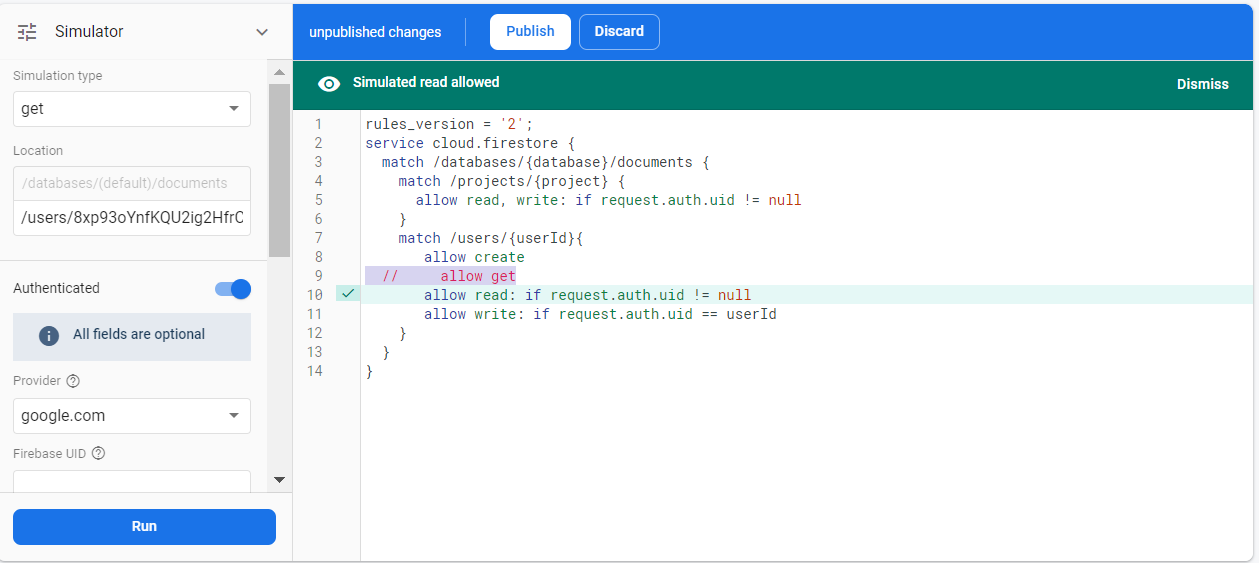 Simulator
Simulation type
get
Location
/databases/(default)/documents
/users/8xp93oYnfKQU2ig2HfrC
Authenticated
All fields are optional
Provider
google.com
Firebase UID
Run
unpublished changes
Publish
Discard
Simulated read allowed
Dismiss
1 rules_version = '2';
2 service cloud.firestore {
3 match /databases/{database}/documents {
4 match /projects/{project} {
5 allow read, write: if request.auth.uid != null
6 }
7 match /users/{userId}{
8 allow create
9 // allow get
10 allow read: if request.auth.uid != null
11 allow write: if request.auth.uid == userId
12 }
13 }
14 }